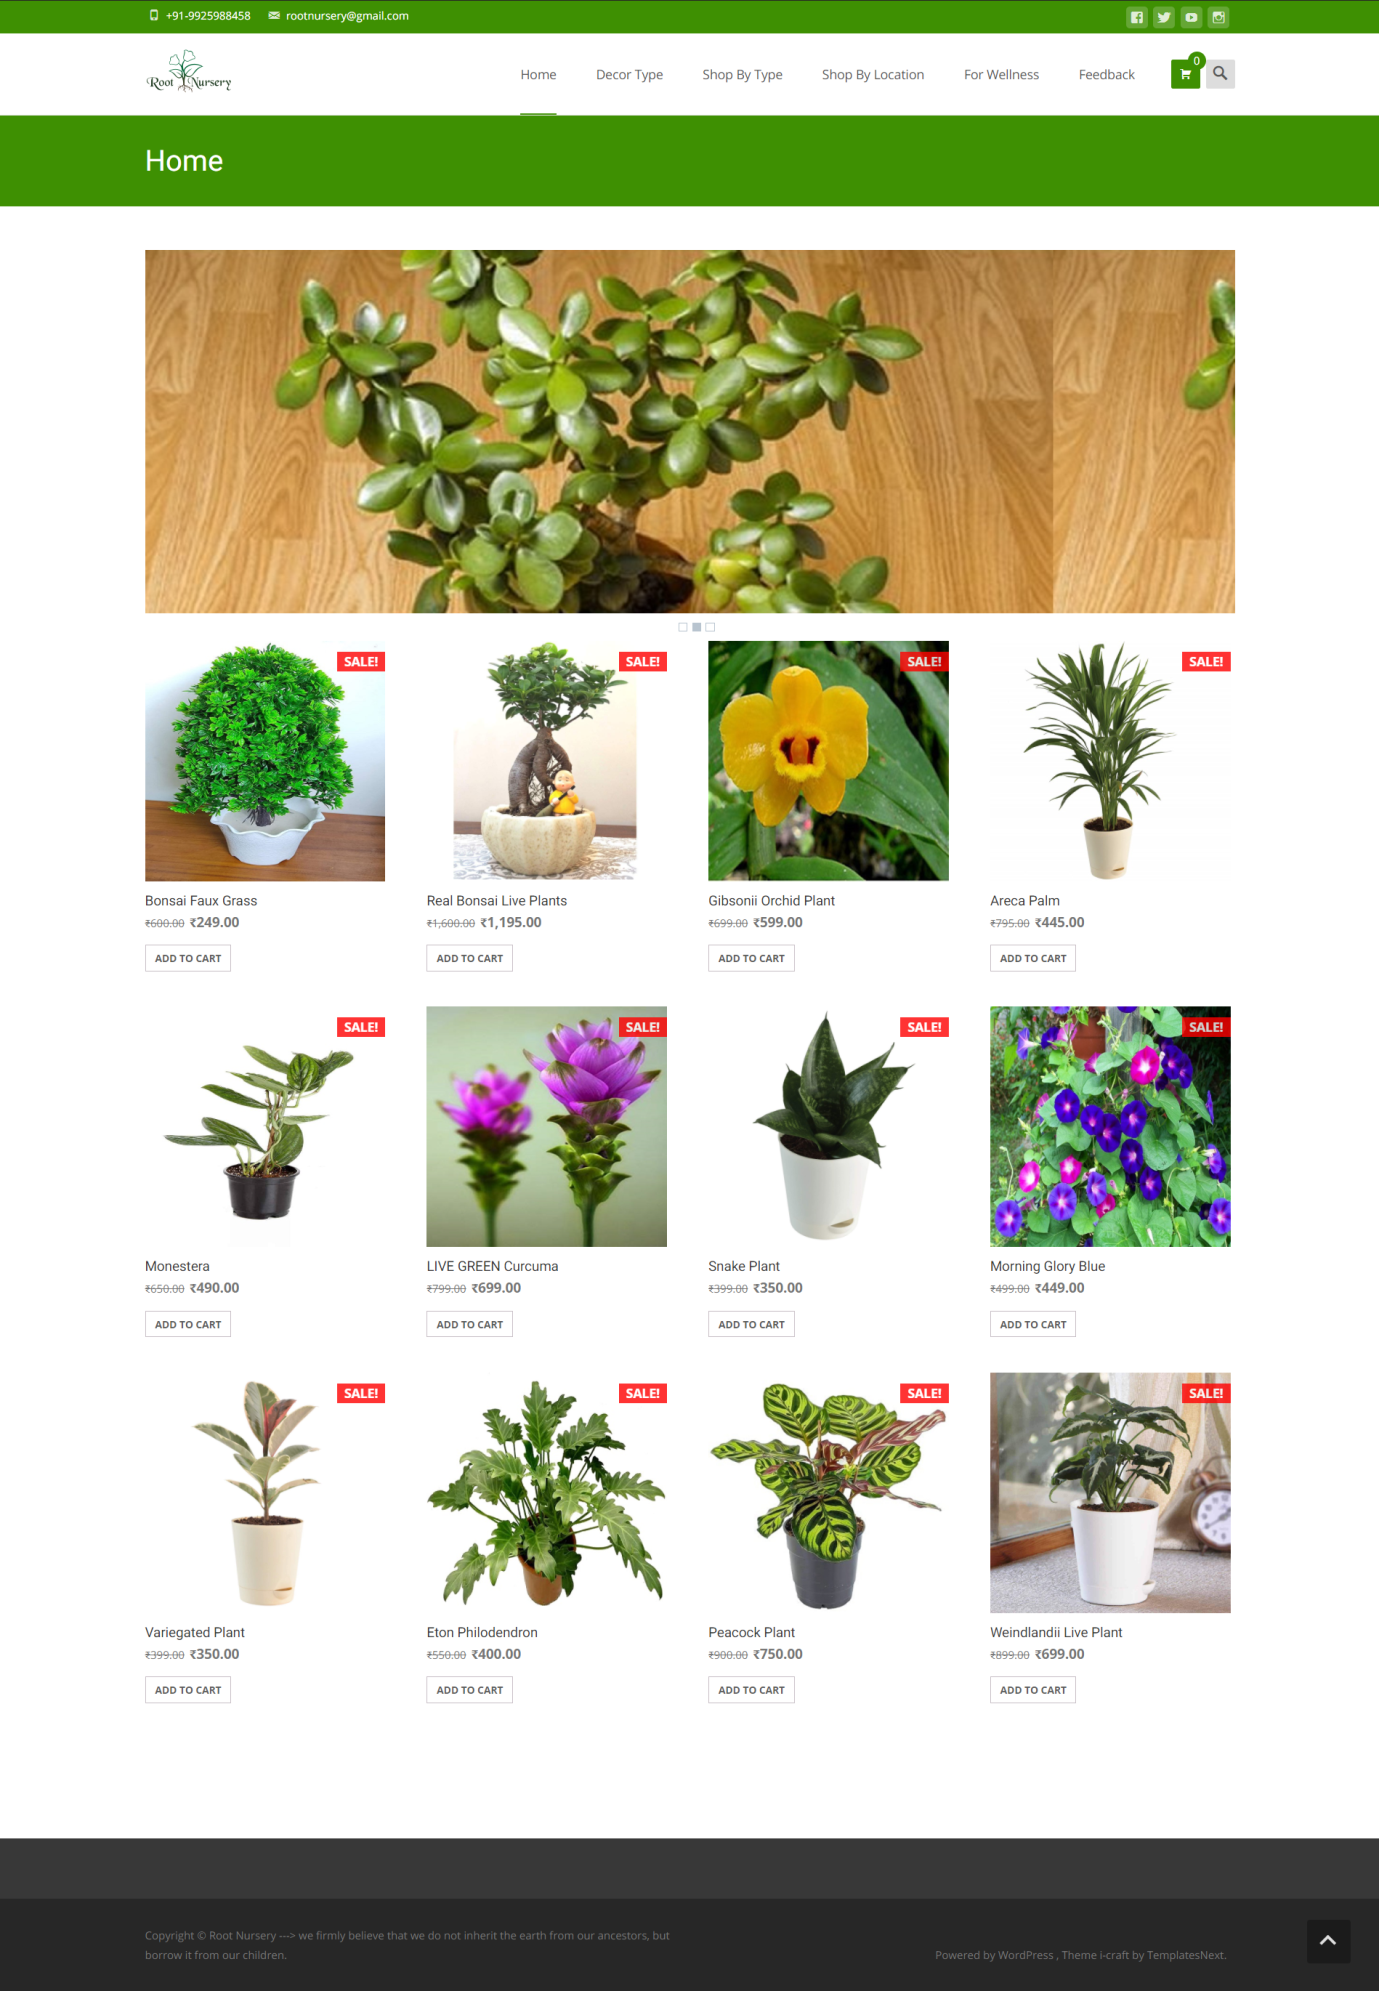 +91-9925988458 rootnursery@gmail.com
Root Nursery
Home Decor Type Shop By Type Shop By Location For Wellness Feedback 0
Home
SALE! SALE! SALE! SALE!
Bonsai Faux Grass Real Bonsai Live Plants Gibsonii Orchid Plant Areca Palm
₹600.00 ₹249.00 ₹1,600.00 ₹1,195.00 ₹699.00 ₹599.00 ₹795.00 ₹445.00
ADD TO CART ADD TO CART ADD TO CART ADD TO CART
SALE! SALE! SALE! SALE!
Monestera LIVE GREEN Curcuma Snake Plant Morning Glory Blue
₹650.00 ₹490.00 ₹799.00 ₹699.00 ₹399.00 ₹350.00 ₹499.00 ₹449.00
ADD TO CART ADD TO CART ADD TO CART ADD TO CART
SALE! SALE! SALE! SALE!
Variegated Plant Eton Philodendron Peacock Plant Weindlandii Live Plant
₹399.00 ₹350.00 ₹550.00 ₹400.00 ₹900.00 ₹750.00 ₹899.00 ₹699.00
ADD TO CART ADD TO CART ADD TO CART ADD TO CART
Copyright © Root Nursery ---> we firmly believe that we do not inherit the earth from our ancestors, but
borrow it from our children.
Powered by WordPress , Theme i-craft by TemplatesNext.